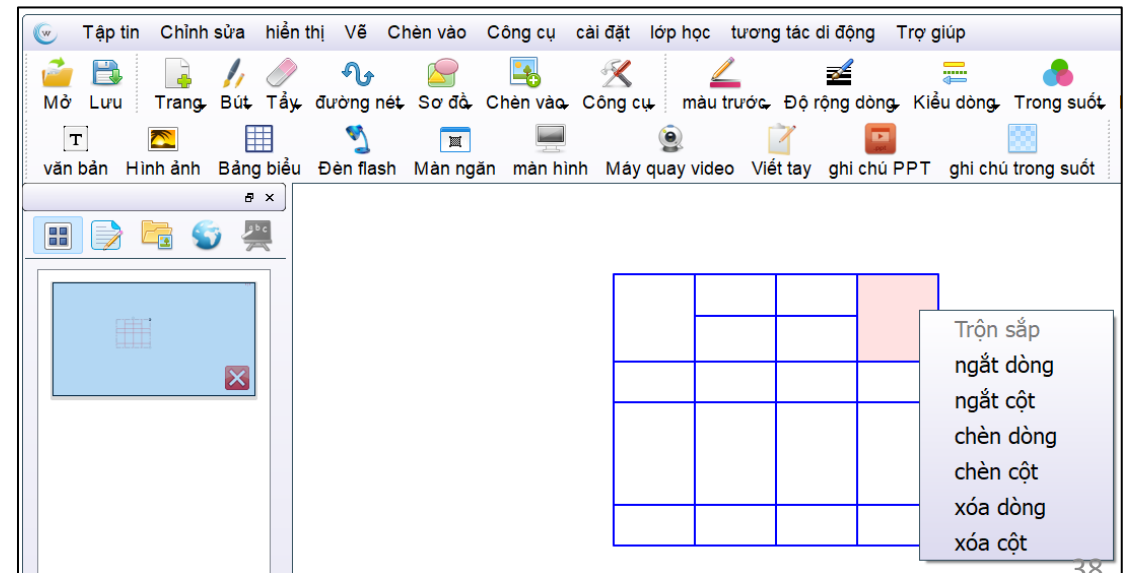 Tập tin Chỉnh sửa hiển thị Vẽ Chèn vào Công cụ cài đặt lớp học tương tác di động Trợ giúp
Mở Lưu Trang Bút Tẩy đường nét Sơ đồ Chèn vào Công cụ màu trước Độ rộng dòng Kiểu dòng Trong suốt
văn bản Hình ảnh Bảng biểu Đèn flash Màn ngăn màn hình Máy quay video Viết tay ghi chú PPT ghi chú trong suốt
Trộn sắp
ngắt dòng
ngắt cột
chèn dòng
chèn cột
xóa dòng
xóa cột
38